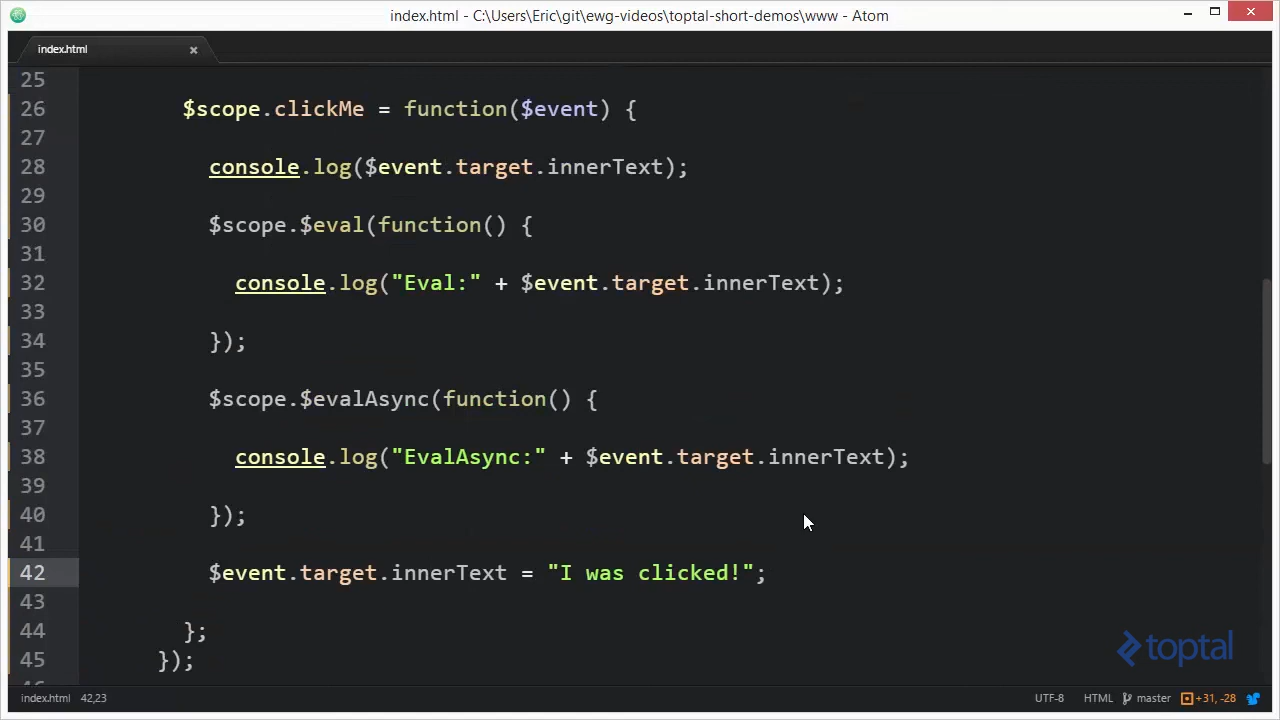 index.html - C:\Users\Eric\git\ewg-videos\toptal-short-demos\www - Atom
index.html
25
26 $scope.clickMe = function($event) {
27
28 console.log($event.target.innerText);
29
30 $scope.$eval(function() {
31
32 console.log("Eval:" + $event.target.innerText);
33
34 });
35
36 $scope.$evalAsync(function() {
37
38 console.log("EvalAsync:" + $event.target.innerText);
39
40 });
41
42 $event.target.innerText = "I was clicked!";
43
44 };
45 });
toptal
index.html 42,23 UTF-8 HTML master +31, -28